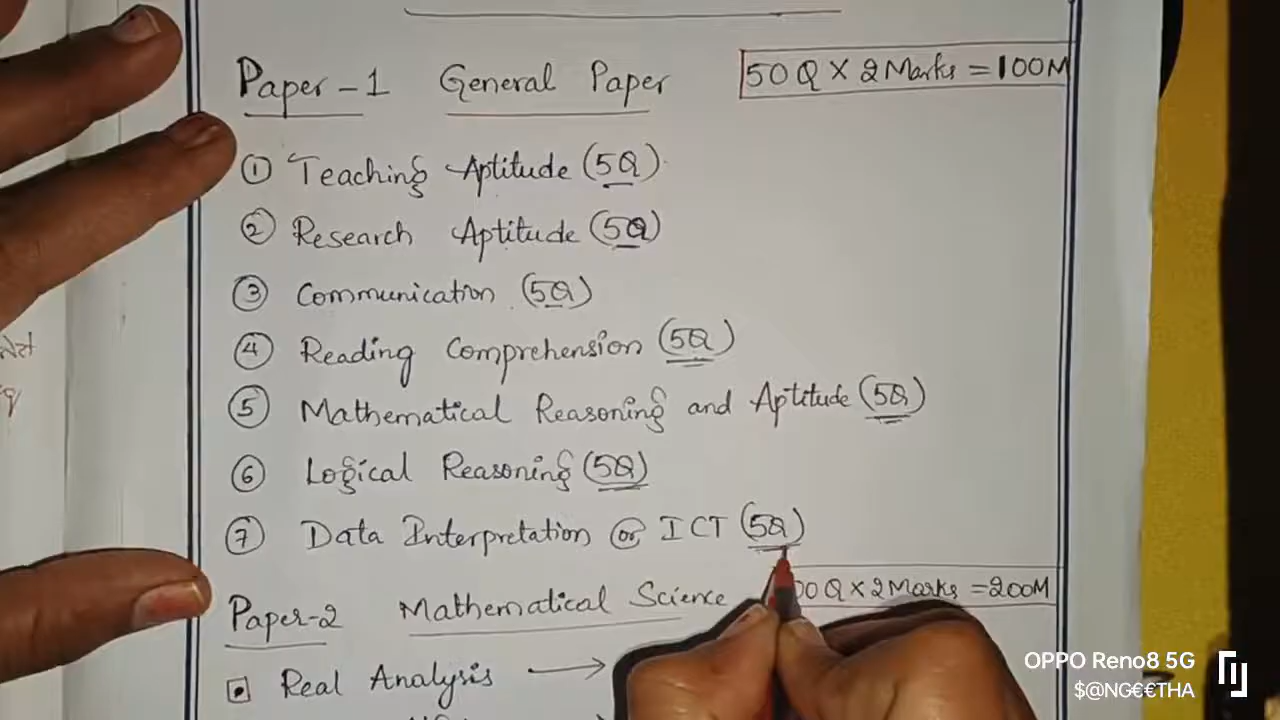 Paper-1 General Paper 50Q X 2 Marks = 100M
① Teaching Aptitude (5Q)
② Research Aptitude (5Q)
③ Communication (5Q)
④ Reading Comprehension (5Q)
⑤ Mathematical Reasoning and Aptitude (5Q)
⑥ Logical Reasoning (5Q)
⑦ Data Interpretation or ICT (5Q)
Paper-2 Mathematical Science 00Q X 2 Marks = 200M
Real Analysis →
OPPO Reno8 5G
$@NG€€THA